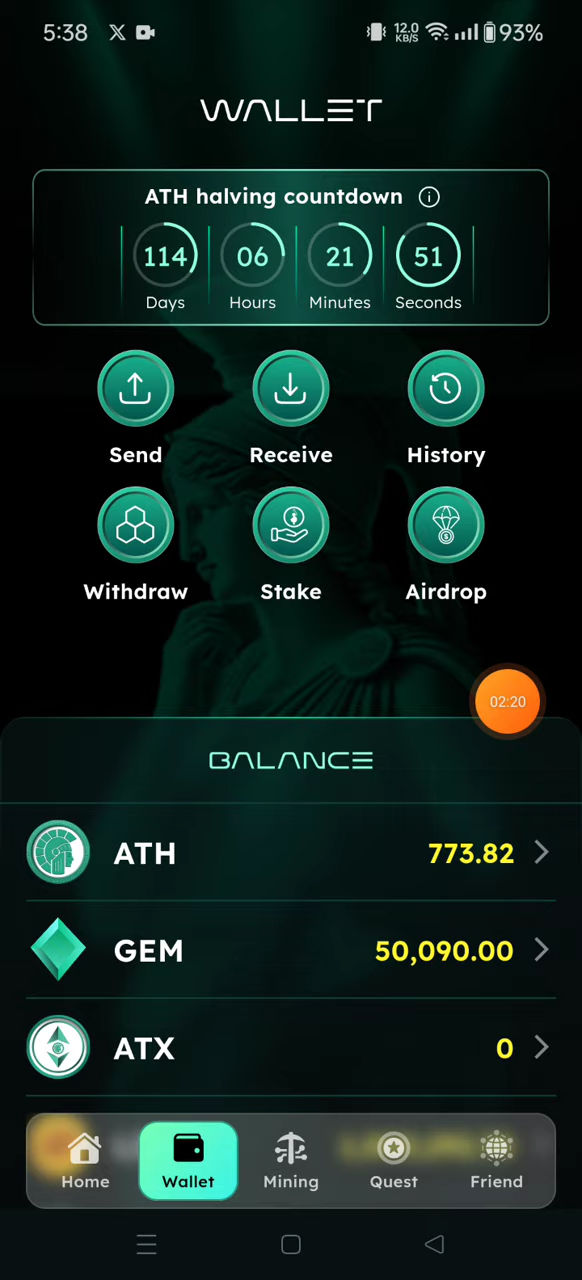 5:38 X 12.0 KB/S 93%
WALLET
ATH halving countdown
114 06 21 51
Days Hours Minutes Seconds
Send Receive History
Withdraw Stake Airdrop
02:20
BALANCE
ATH 773.82
GEM 50,090.00
ATX 0
Home Wallet Mining Quest Friend